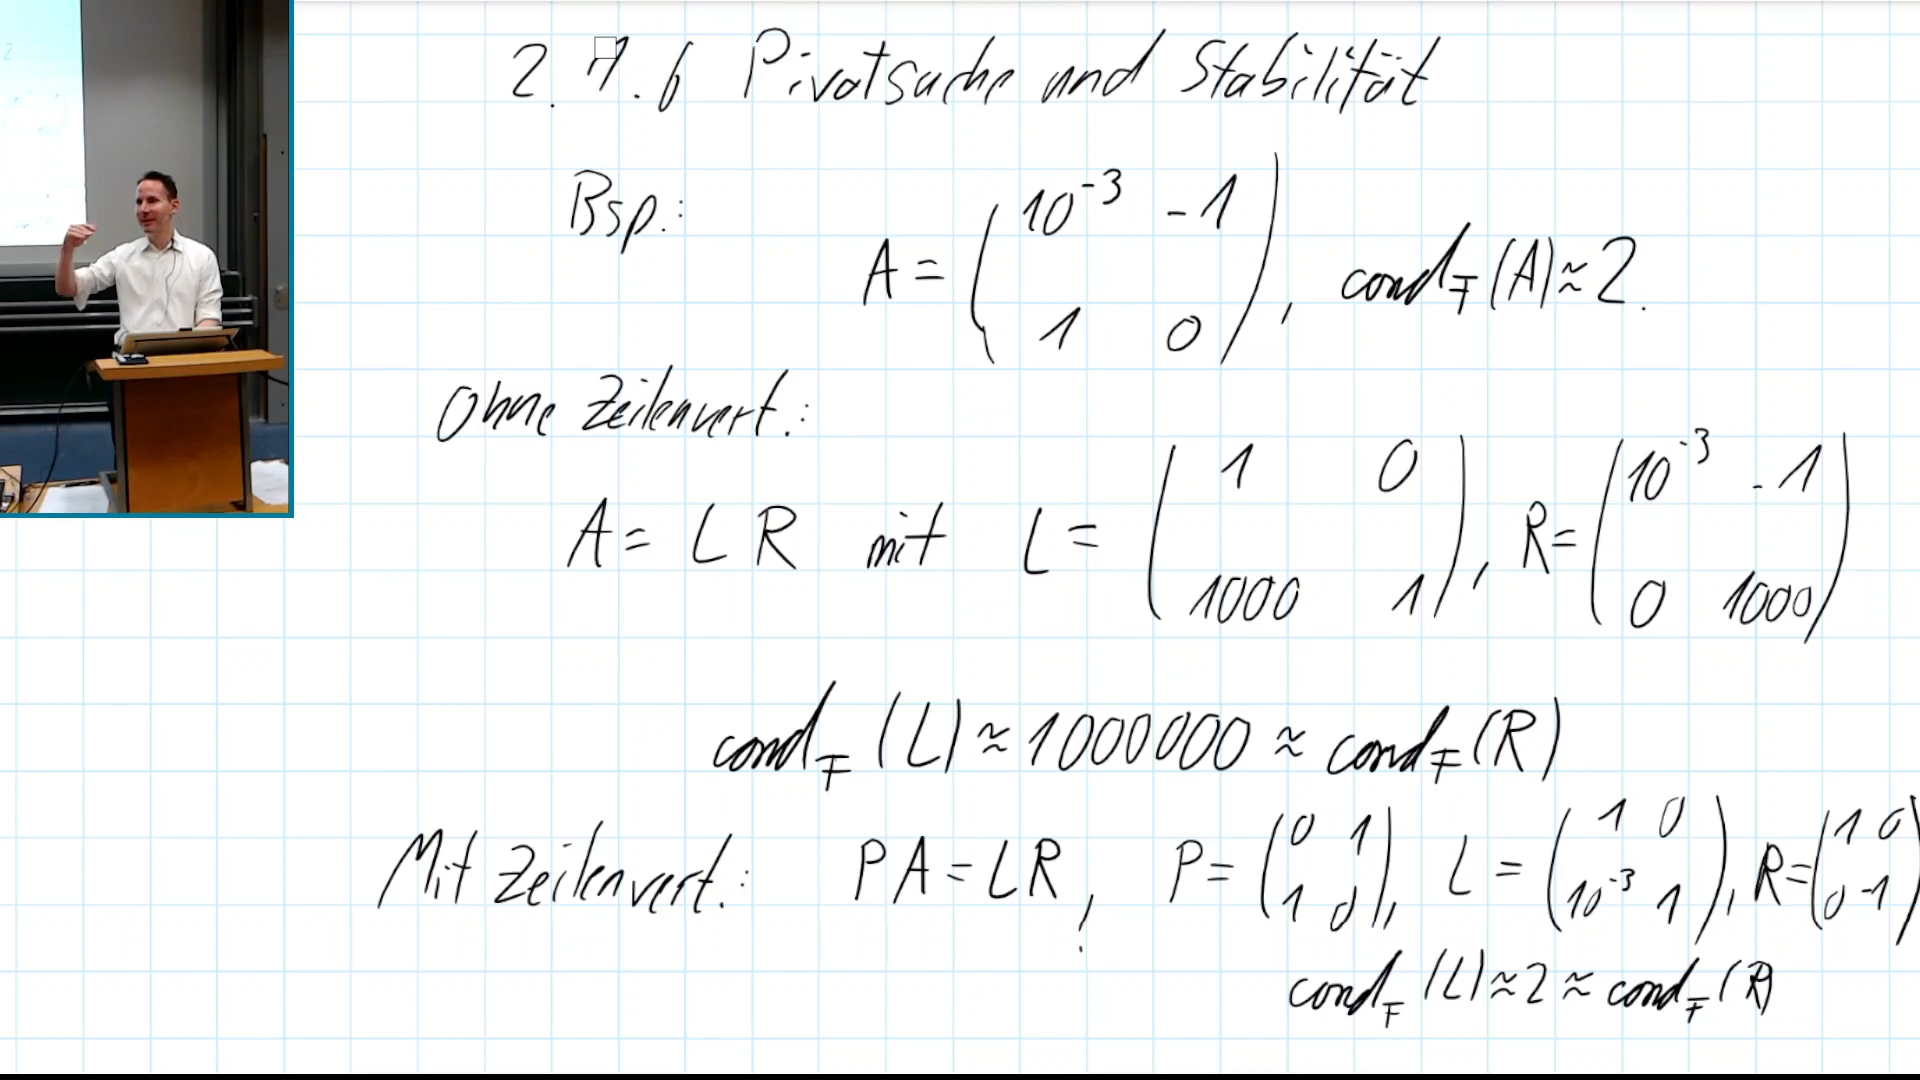 2.4.6 Pivotsuche und Stabilität
Bsp.: A = (10^-3 -1; 1 0), cond_F(A) ≈ 2.
Ohne Zeilenvert.:
A = LR mit L = (1 0; 1000 1), R = (10^-3 -1; 0 1000)
cond_F(L) ≈ 1000000 ≈ cond_F(R)
Mit Zeilenvert.: PA = LR, P = (0 1; 1 0), L = (1 0; 10^-3 1), R = (1 0; 0 -1)
cond_F(L) ≈ 2 ≈ cond_F(R)